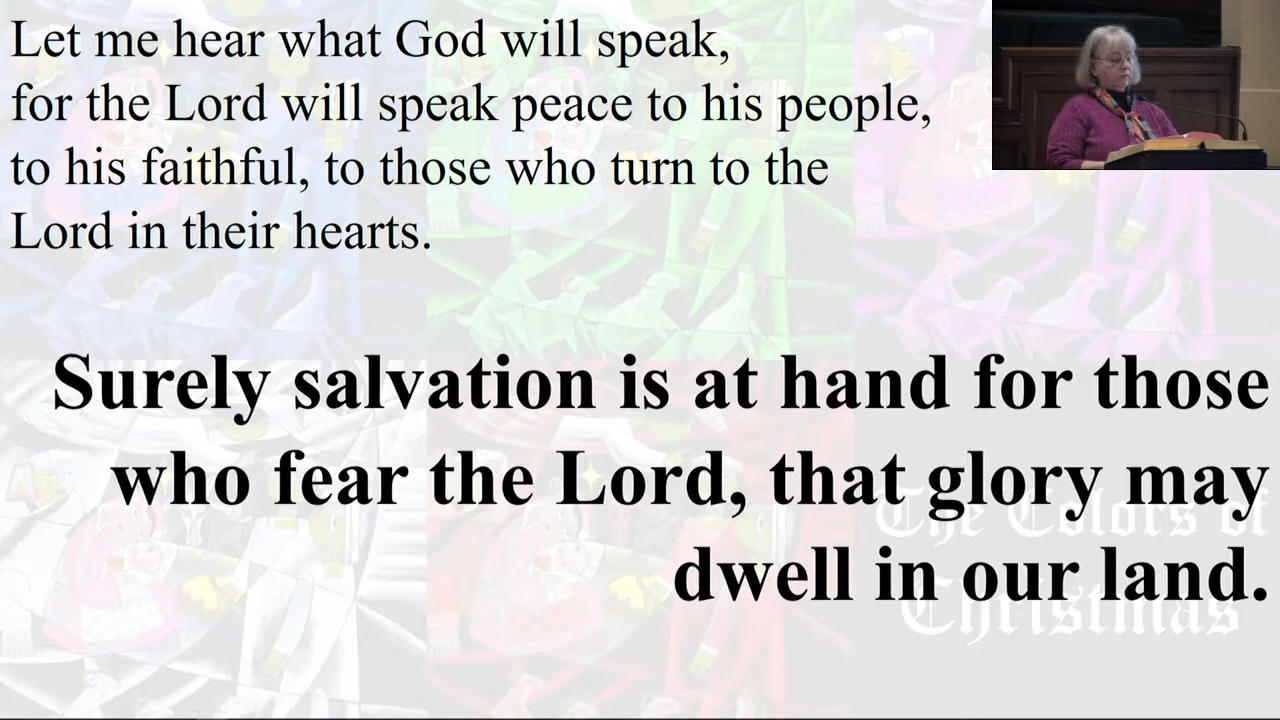 Let me hear what God will speak,
for the Lord will speak peace to his people,
to his faithful, to those who turn to the
Lord in their hearts.
Surely salvation is at hand for those
who fear the Lord, that glory may
dwell in our land.
The Colors of
Christmas